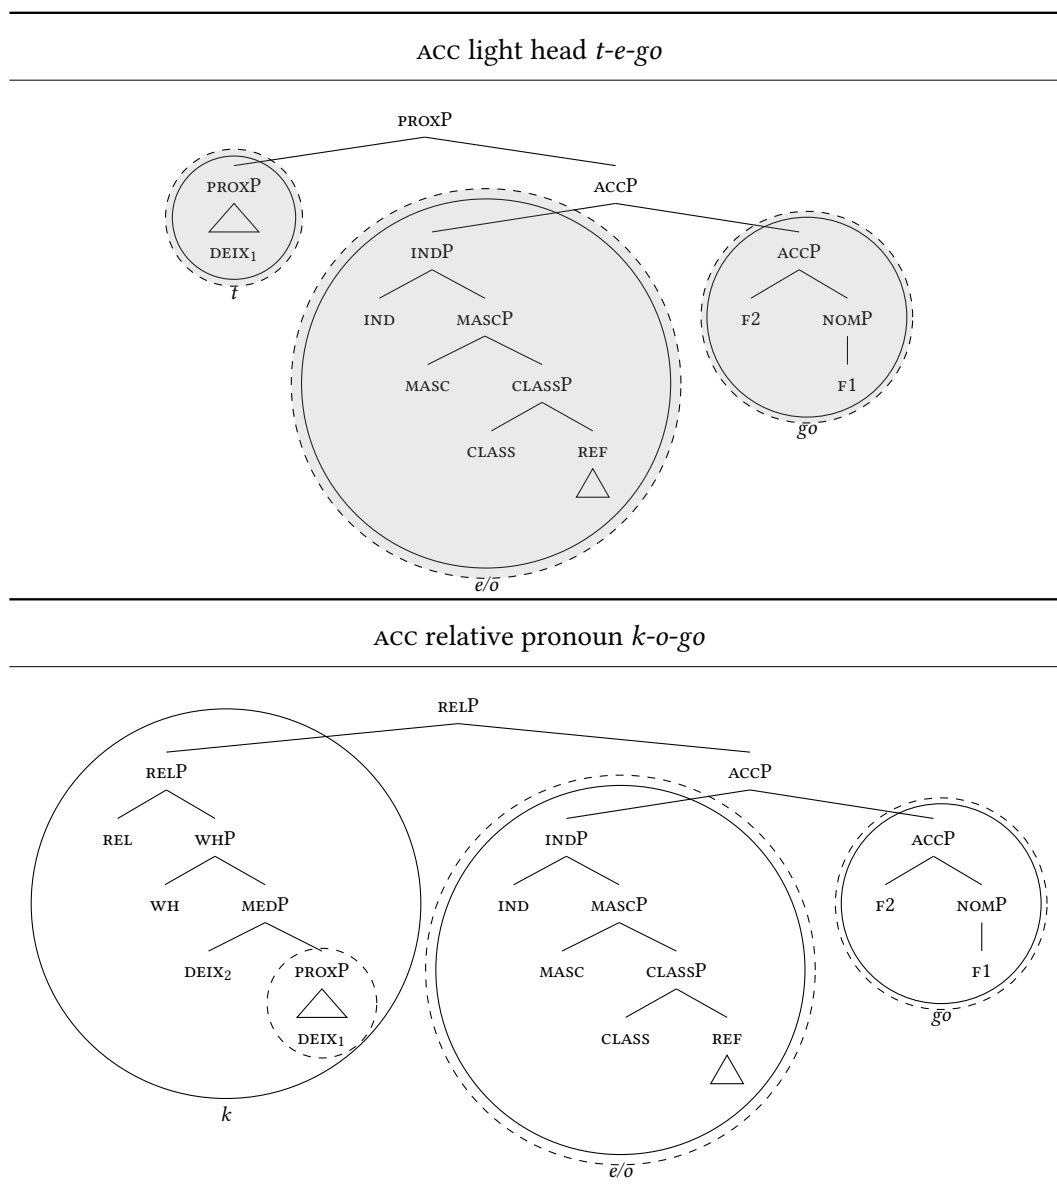 ACC light head t-e-go
PROXP
PROXP ACCP
DEIX1 INDP ACCP
t
IND MASCP F2 NOMP
MASC CLASSP F1
go
CLASS REF
e/o
ACC relative pronoun k-o-go
RELP
RELP ACCP
REL WHP INDP ACCP
WH MEDP IND MASCP F2 NOMP
DEIX2 PROXP MASC CLASSP F1
go
DEIX1 CLASS REF
k
e/o